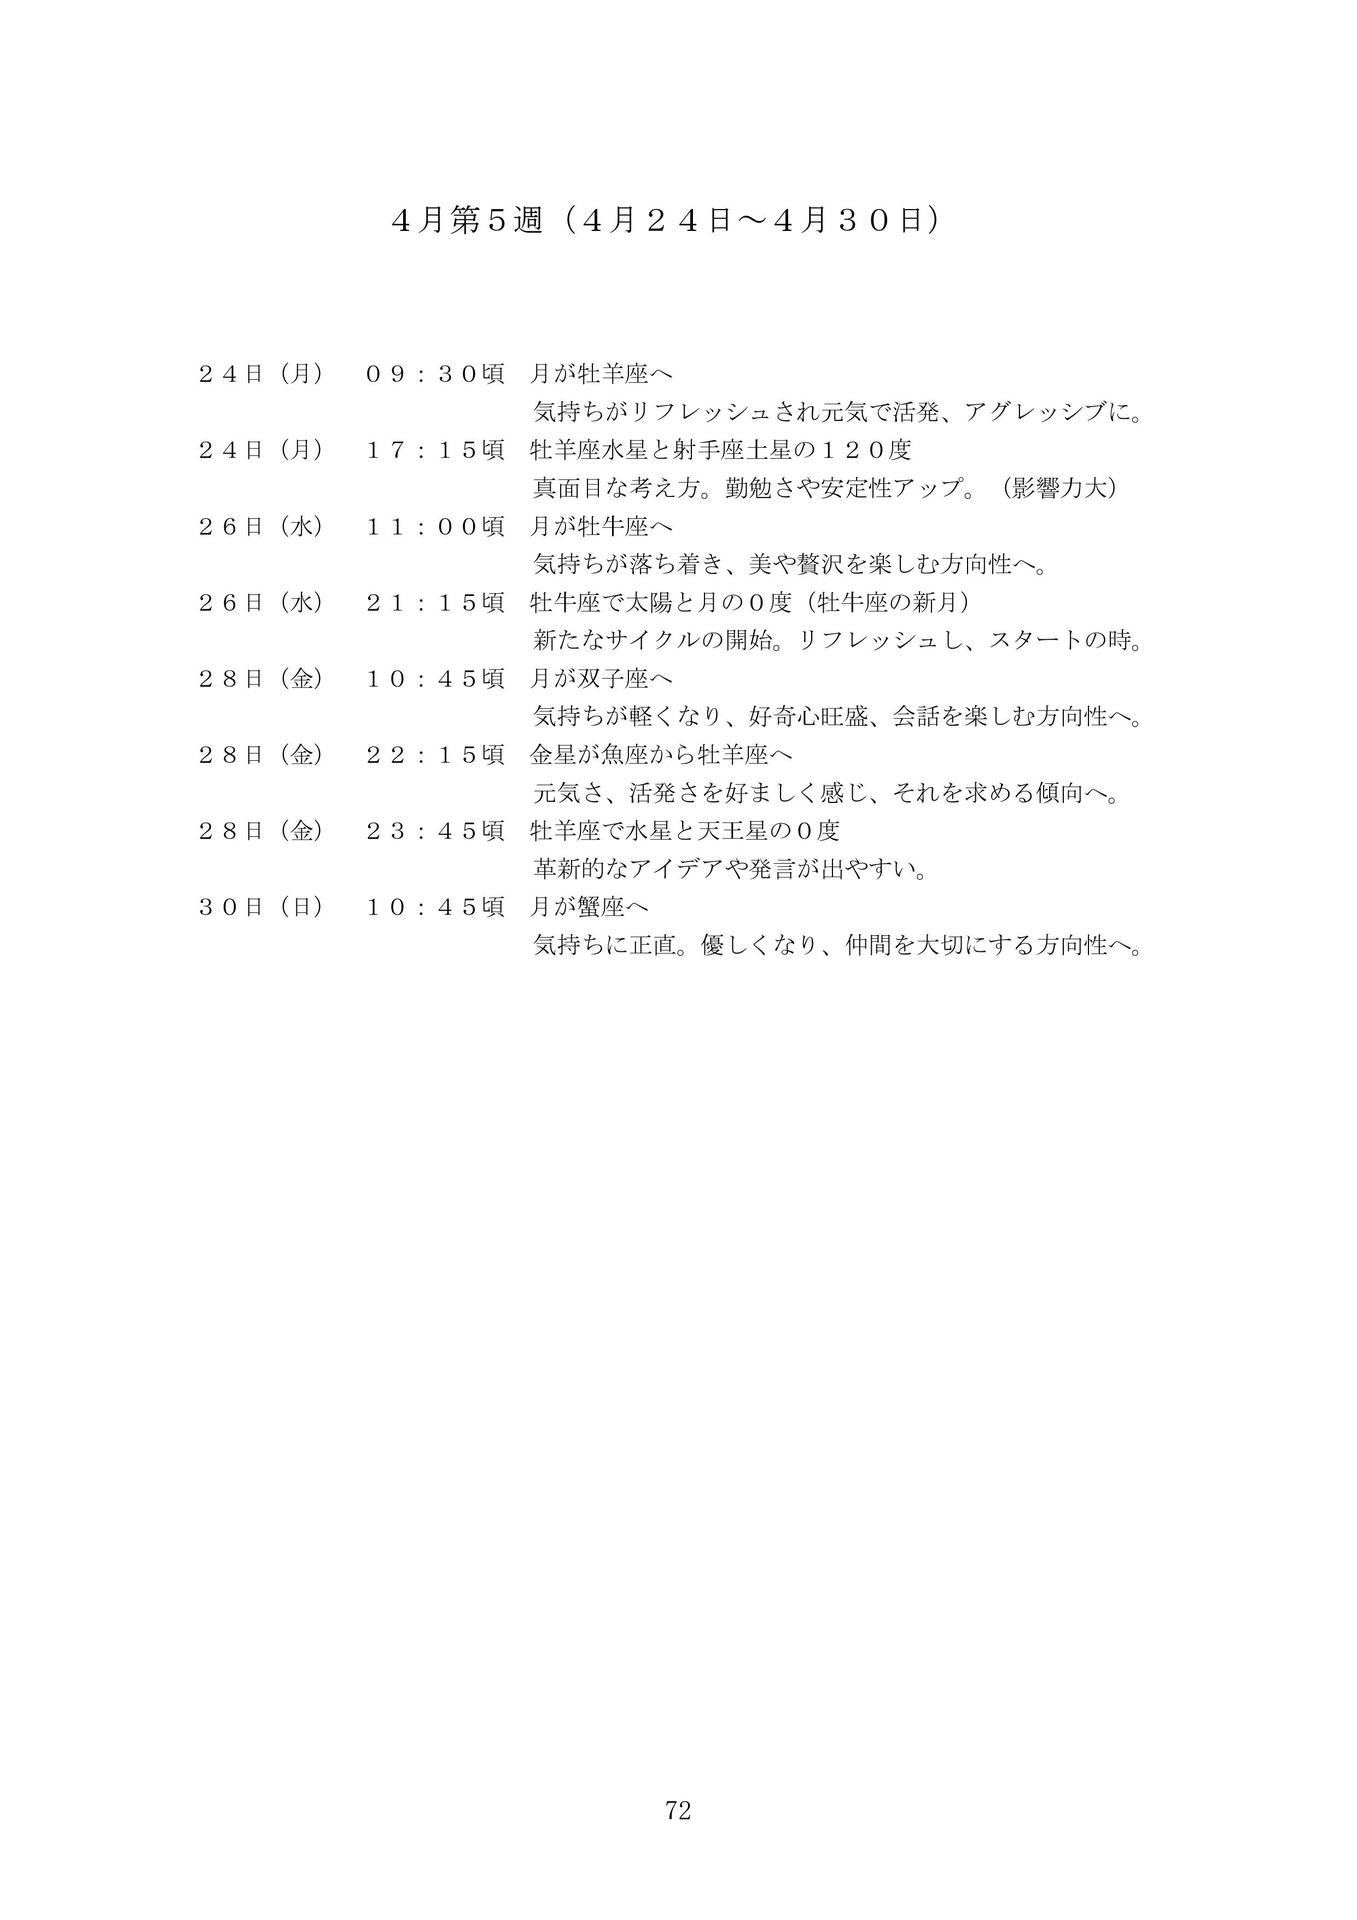 ４月第５週（４月２４日～４月３０日）
２４日（月）　０９：３０頃　月が牡羊座へ
気持ちがリフレッシュされ元気で活発、アグレッシブに。
２４日（月）　１７：１５頃　牡羊座水星と射手座土星の１２０度
真面目な考え方。勤勉さや安定性アップ。（影響力大）
２６日（水）　１１：００頃　月が牡牛座へ
気持ちが落ち着き、美や贅沢を楽しむ方向性へ。
２６日（水）　２１：１５頃　牡牛座で太陽と月の０度（牡牛座の新月）
新たなサイクルの開始。リフレッシュし、スタートの時。
２８日（金）　１０：４５頃　月が双子座へ
気持ちが軽くなり、好奇心旺盛、会話を楽しむ方向性へ。
２８日（金）　２２：１５頃　金星が魚座から牡羊座へ
元気さ、活発さを好ましく感じ、それを求める傾向へ。
２８日（金）　２３：４５頃　牡羊座で水星と天王星の０度
革新的なアイデアや発言が出やすい。
３０日（日）　１０：４５頃　月が蟹座へ
気持ちに正直。優しくなり、仲間を大切にする方向性へ。
72